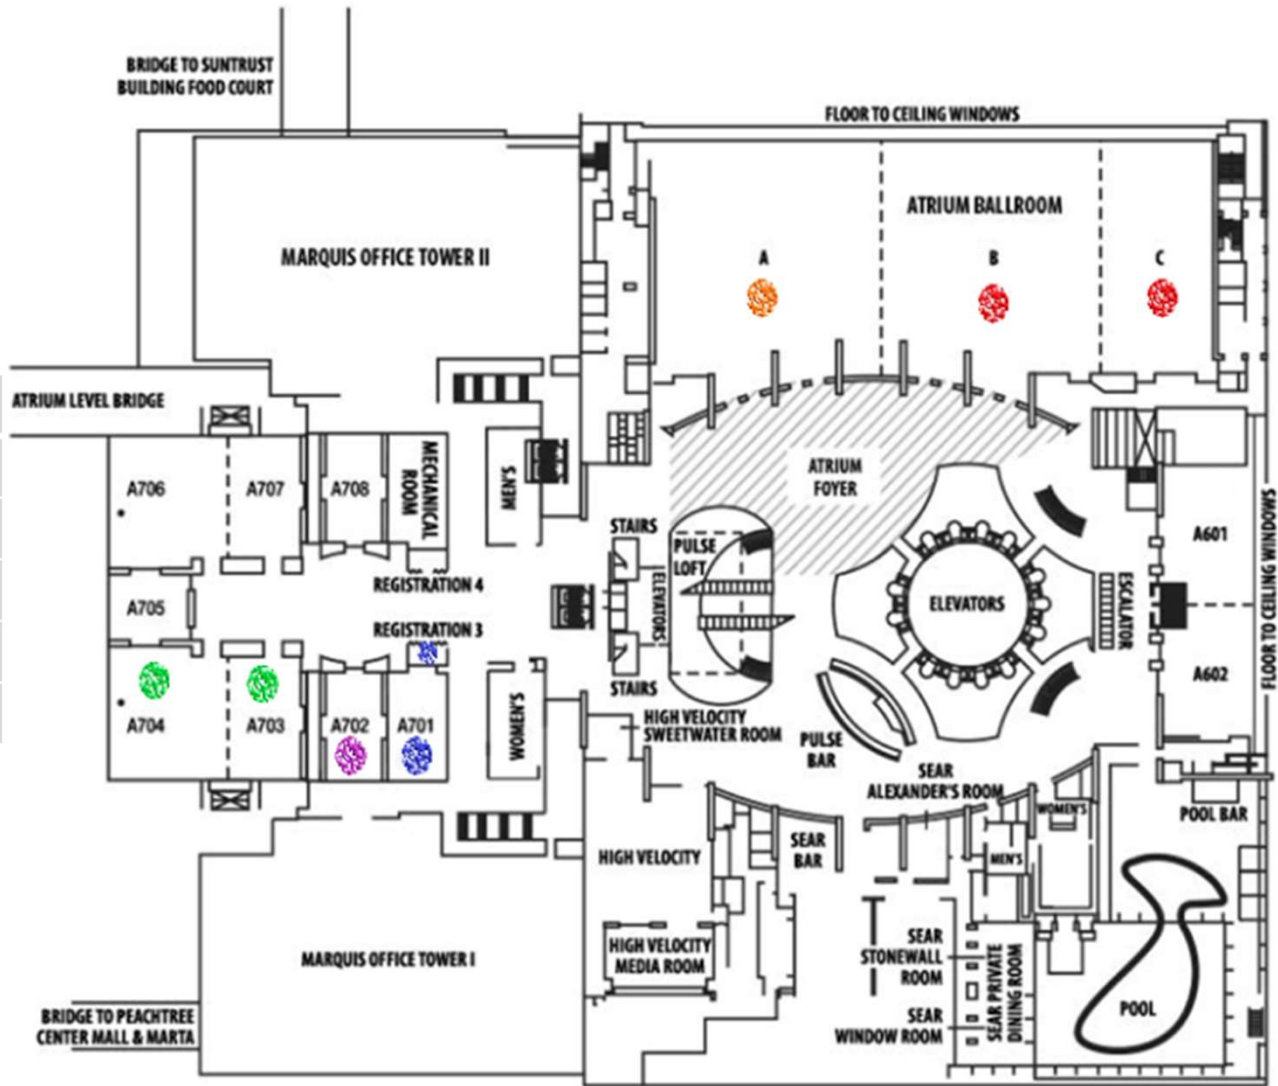 BRIDGE TO SUNTRUST
BUILDING FOOD COURT
FLOOR TO CEILING WINDOWS
MARQUIS OFFICE TOWER II
ATRIUM BALLROOM
A
B
C
ATRIUM LEVEL BRIDGE
A706
A707
A708
MECHANICAL
ROOM
MEN'S
ATRIUM
FOYER
STAIRS
PULSE
LOFT
ELEVATORS
STAIRS
ELEVATORS
ESCALATOR
A601
A602
FLOOR TO CEILING WINDOWS
A705
REGISTRATION 4
REGISTRATION 3
A704
A703
A702
A701
WOMEN'S
HIGH VELOCITY
SWEETWATER ROOM
PULSE
BAR
SEAR
ALEXANDER'S ROOM
WOMEN'S
MEN'S
POOL BAR
SEAR
BAR
HIGH VELOCITY
HIGH VELOCITY
MEDIA ROOM
MARQUIS OFFICE TOWER I
SEAR
STONEWALL
ROOM
SEAR
WINDOW ROOM
SEAR PRIVATE
DINING ROOM
POOL
BRIDGE TO PEACHTREE
CENTER MALL & MARTA